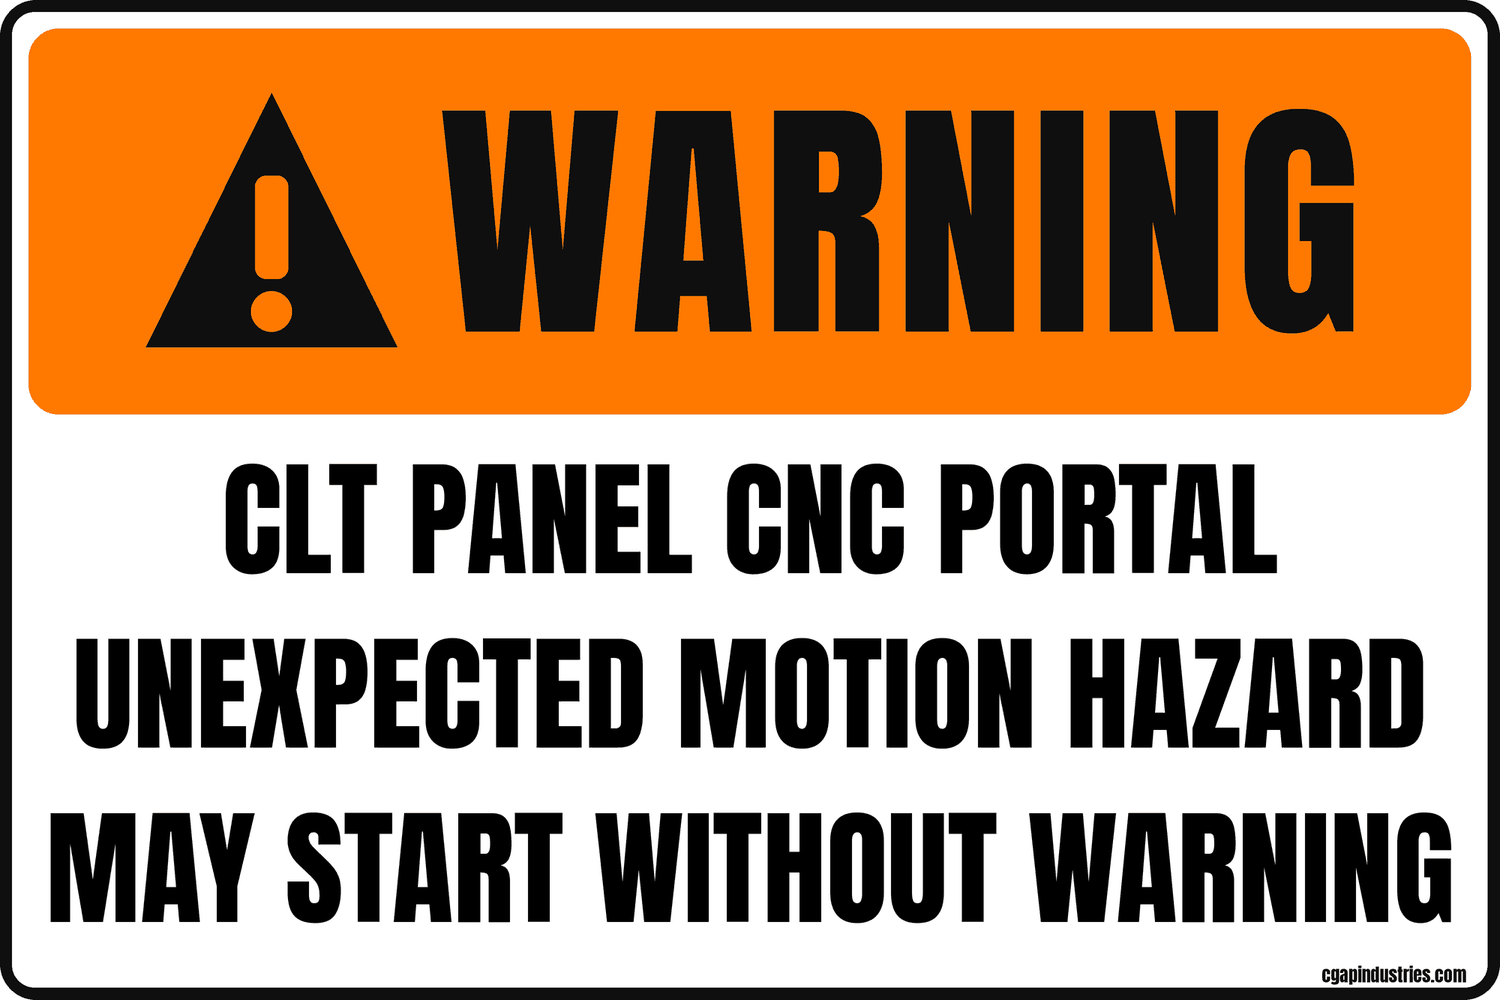 WARNING
CLT PANEL CNC PORTAL
UNEXPECTED MOTION HAZARD
MAY START WITHOUT WARNING
cgapindustries.com